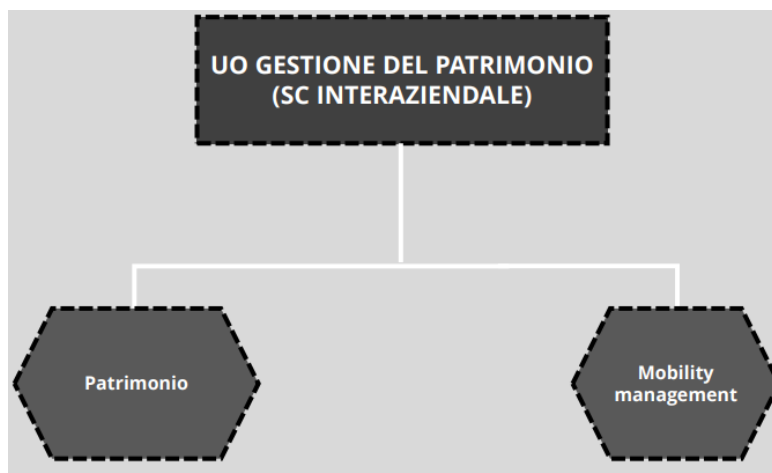 UO GESTIONE DEL PATRIMONIO
(SC INTERAZIENDALE)
Patrimonio
Mobility
management